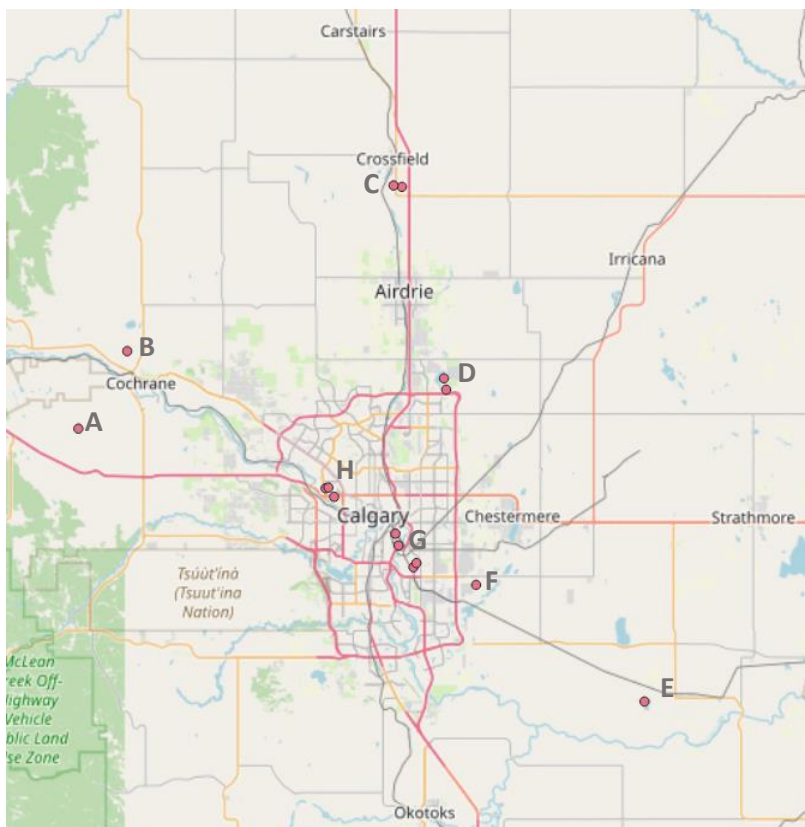 Carstairs
Crossfield
C
Irricana
Airdrie
B
D
Cochrane
A
H
Calgary
Chestermere
Strathmore
G
Tsúùt'ínà
(Tsuut'ina
Nation)
F
McLean
reek Off-
Highway
Vehicle
blic Land
se Zone
E
Okotoks